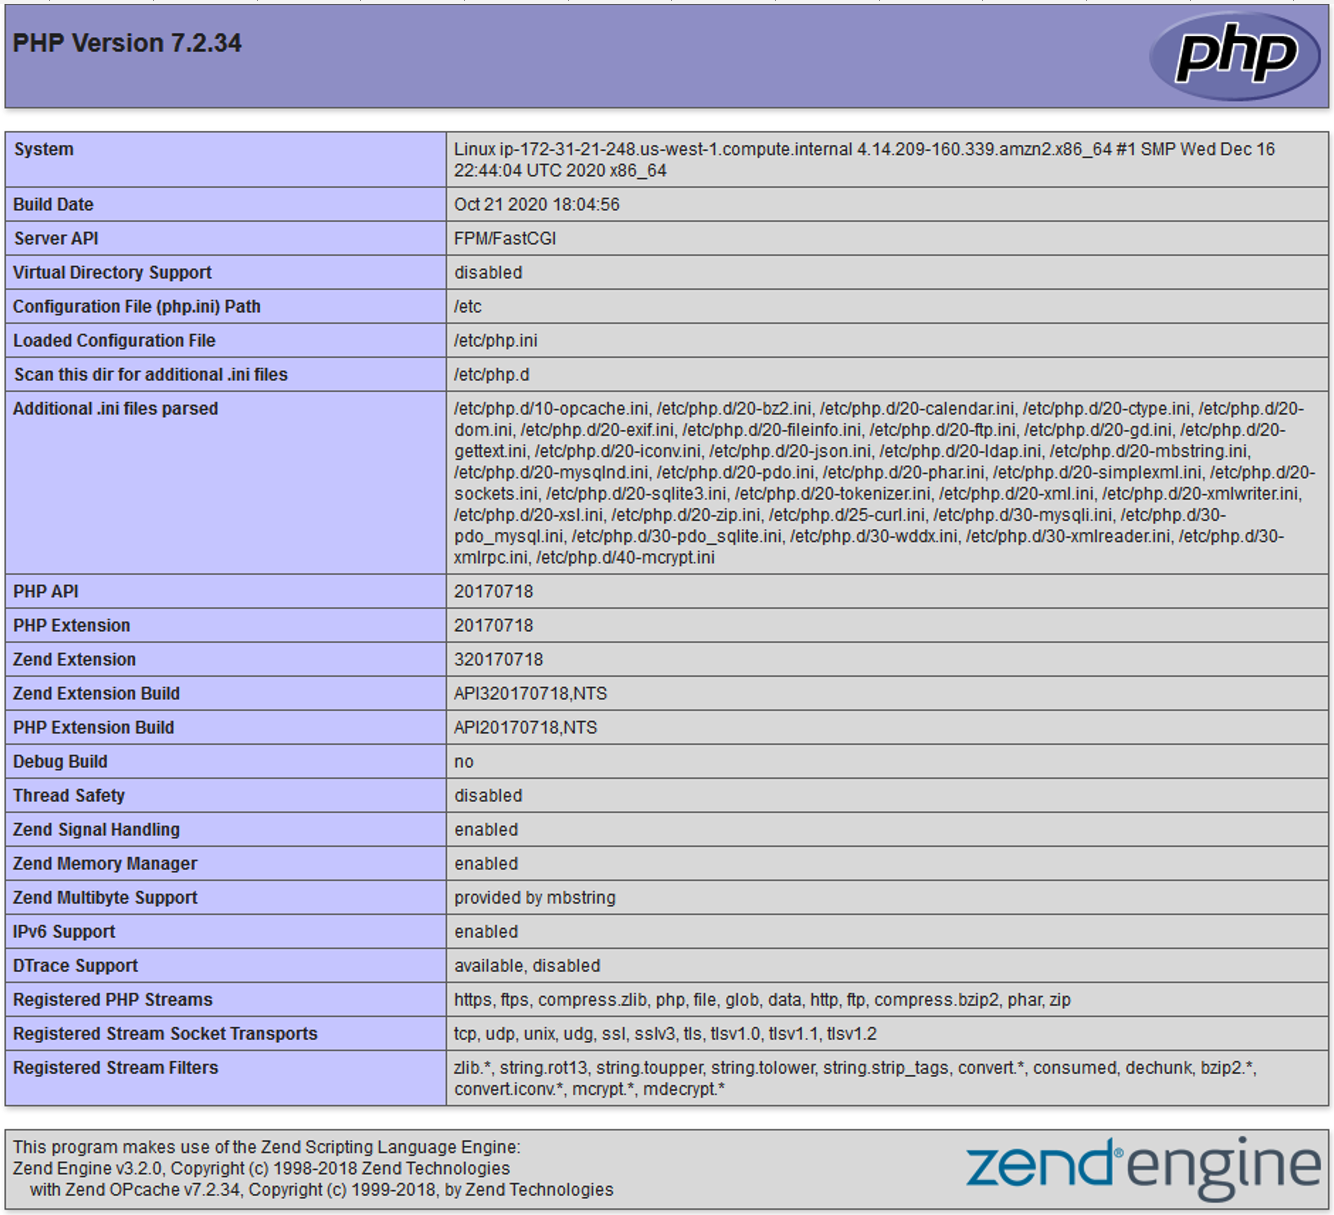 PHP Version 7.2.34
php
System
Linux ip-172-31-21-248.us-west-1.compute.internal 4.14.209-160.339.amzn2.x86_64 #1 SMP Wed Dec 16
22:44:04 UTC 2020 x86_64
Build Date
Oct 21 2020 18:04:56
Server API
FPM/FastCGI
Virtual Directory Support
disabled
Configuration File (php.ini) Path
/etc
Loaded Configuration File
/etc/php.ini
Scan this dir for additional .ini files
/etc/php.d
Additional .ini files parsed
/etc/php.d/10-opcache.ini, /etc/php.d/20-bz2.ini, /etc/php.d/20-calendar.ini, /etc/php.d/20-ctype.ini, /etc/php.d/20-
dom.ini, /etc/php.d/20-exif.ini, /etc/php.d/20-fileinfo.ini, /etc/php.d/20-ftp.ini, /etc/php.d/20-gd.ini, /etc/php.d/20-
gettext.ini, /etc/php.d/20-iconv.ini, /etc/php.d/20-json.ini, /etc/php.d/20-ldap.ini, /etc/php.d/20-mbstring.ini,
/etc/php.d/20-mysqlnd.ini, /etc/php.d/20-pdo.ini, /etc/php.d/20-phar.ini, /etc/php.d/20-simplexml.ini, /etc/php.d/20-
sockets.ini, /etc/php.d/20-sqlite3.ini, /etc/php.d/20-tokenizer.ini, /etc/php.d/20-xml.ini, /etc/php.d/20-xmlwriter.ini,
/etc/php.d/20-xsl.ini, /etc/php.d/20-zip.ini, /etc/php.d/25-curl.ini, /etc/php.d/30-mysqli.ini, /etc/php.d/30-
pdo_mysql.ini, /etc/php.d/30-pdo_sqlite.ini, /etc/php.d/30-wddx.ini, /etc/php.d/30-xmlreader.ini, /etc/php.d/30-
xmlrpc.ini, /etc/php.d/40-mcrypt.ini
PHP API
20170718
PHP Extension
20170718
Zend Extension
320170718
Zend Extension Build
API320170718,NTS
PHP Extension Build
API20170718,NTS
Debug Build
no
Thread Safety
disabled
Zend Signal Handling
enabled
Zend Memory Manager
enabled
Zend Multibyte Support
provided by mbstring
IPv6 Support
enabled
DTrace Support
available, disabled
Registered PHP Streams
https, ftps, compress.zlib, php, file, glob, data, http, ftp, compress.bzip2, phar, zip
Registered Stream Socket Transports
tcp, udp, unix, udg, ssl, sslv3, tls, tlsv1.0, tlsv1.1, tlsv1.2
Registered Stream Filters
zlib.*, string.rot13, string.toupper, string.tolower, string.strip_tags, convert.*, consumed, dechunk, bzip2.*,
convert.iconv.*, mcrypt.*, mdecrypt.*
This program makes use of the Zend Scripting Language Engine:
Zend Engine v3.2.0, Copyright (c) 1998-2018 Zend Technologies
with Zend OPcache v7.2.34, Copyright (c) 1999-2018, by Zend Technologies
zend® engine